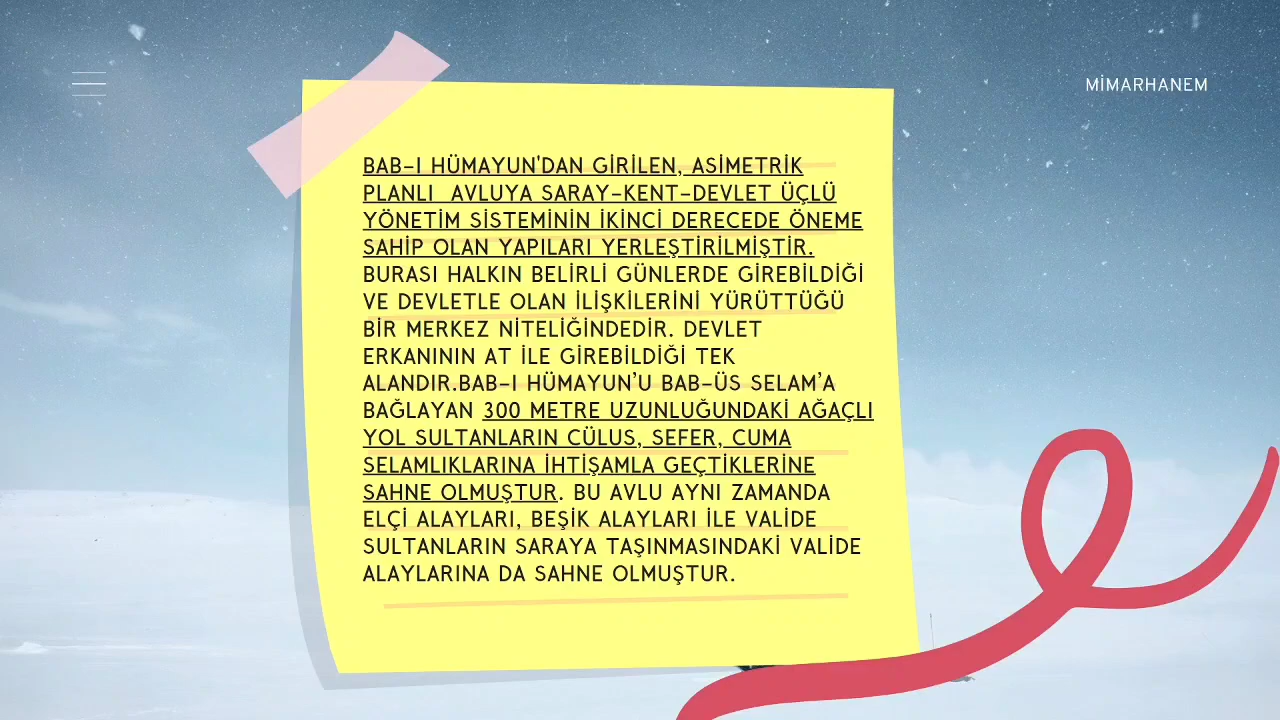 MİMARHANEM
BAB-I HÜMAYUN'DAN GİRİLEN, ASİMETRİK
PLANLI AVLUYA SARAY-KENT-DEVLET ÜÇLÜ
YÖNETİM SİSTEMİNİN İKİNCİ DERECEDE ÖNEME
SAHİP OLAN YAPILARI YERLEŞTİRİLMİŞTİR.
BURASI HALKIN BELİRLİ GÜNLERDE GİREBİLDİĞİ
VE DEVLETLE OLAN İLİŞKİLERİNİ YÜRÜTTÜĞÜ
BİR MERKEZ NİTELİĞİNDEDİR. DEVLET
ERKANININ AT İLE GİREBİLDİĞİ TEK
ALANDIR.BAB-I HÜMAYUN’U BAB-ÜS SELAM’A
BAĞLAYAN 300 METRE UZUNLUĞUNDAKİ AĞAÇLI
YOL SULTANLARIN CÜLUS, SEFER, CUMA
SELAMLIKLARINA İHTİŞAMLA GEÇTİKLERİNE
SAHNE OLMUŞTUR. BU AVLU AYNI ZAMANDA
ELÇİ ALAYLARI, BEŞİK ALAYLARI İLE VALİDE
SULTANLARIN SARAYA TAŞINMASINDAKİ VALİDE
ALAYLARINA DA SAHNE OLMUŞTUR.